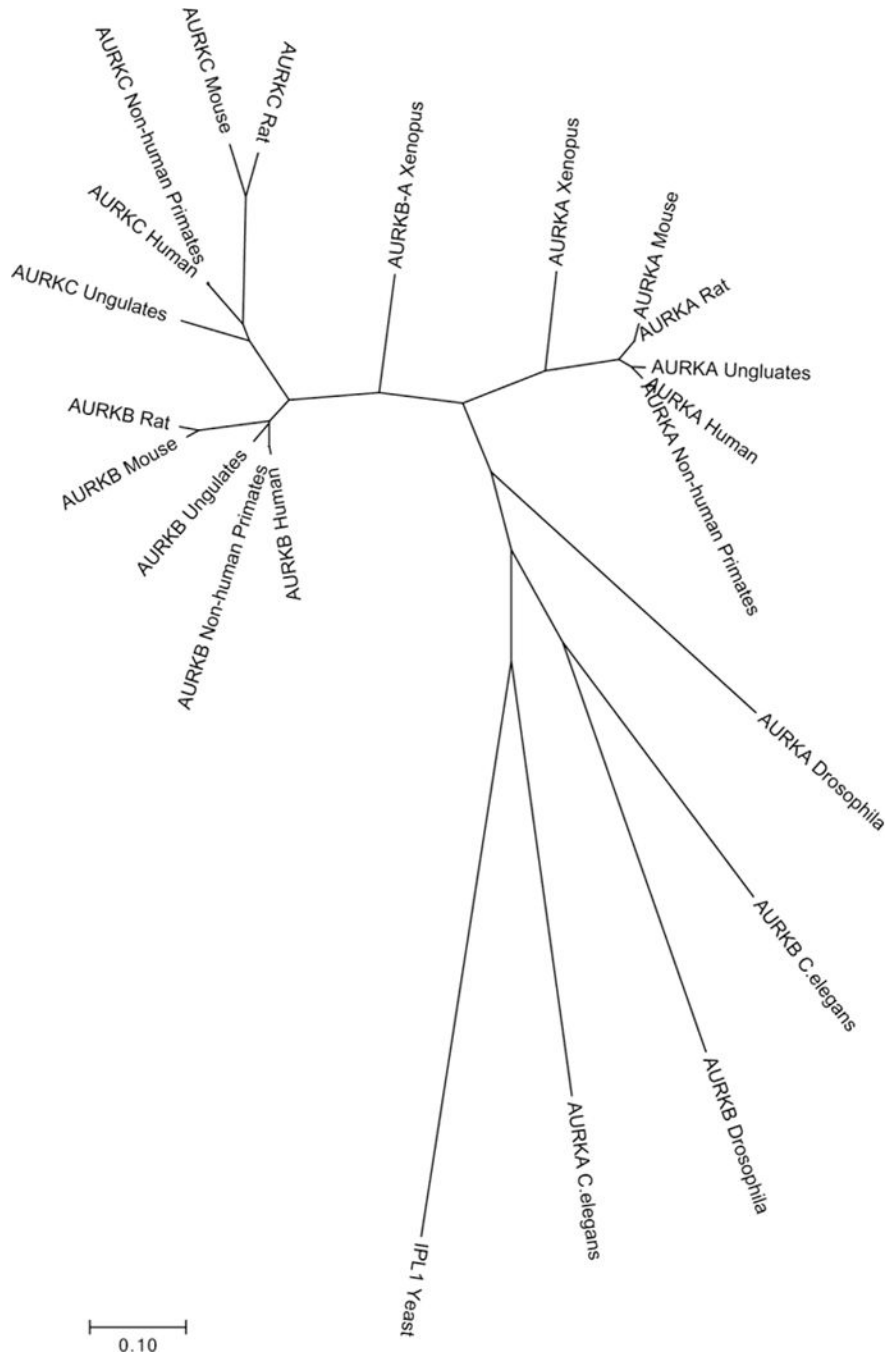 AURKC Mouse
AURKC Rat
AURKC Non-human Primates
AURKC Human
AURKC Ungulates
AURKB-A Xenopus
AURKA Xenopus
AURKA Mouse
AURKA Rat
AURKA Ungluates
AURKA Human
AURKA Non-human Primates
AURKB Rat
AURKB Mouse
AURKB Ungulates
AURKB Non-human Primates
AURKB Human
AURKA Drosophila
AURKB C.elegans
AURKB Drosophila
AURKA C.elegans
IPL1 Yeast
0.10